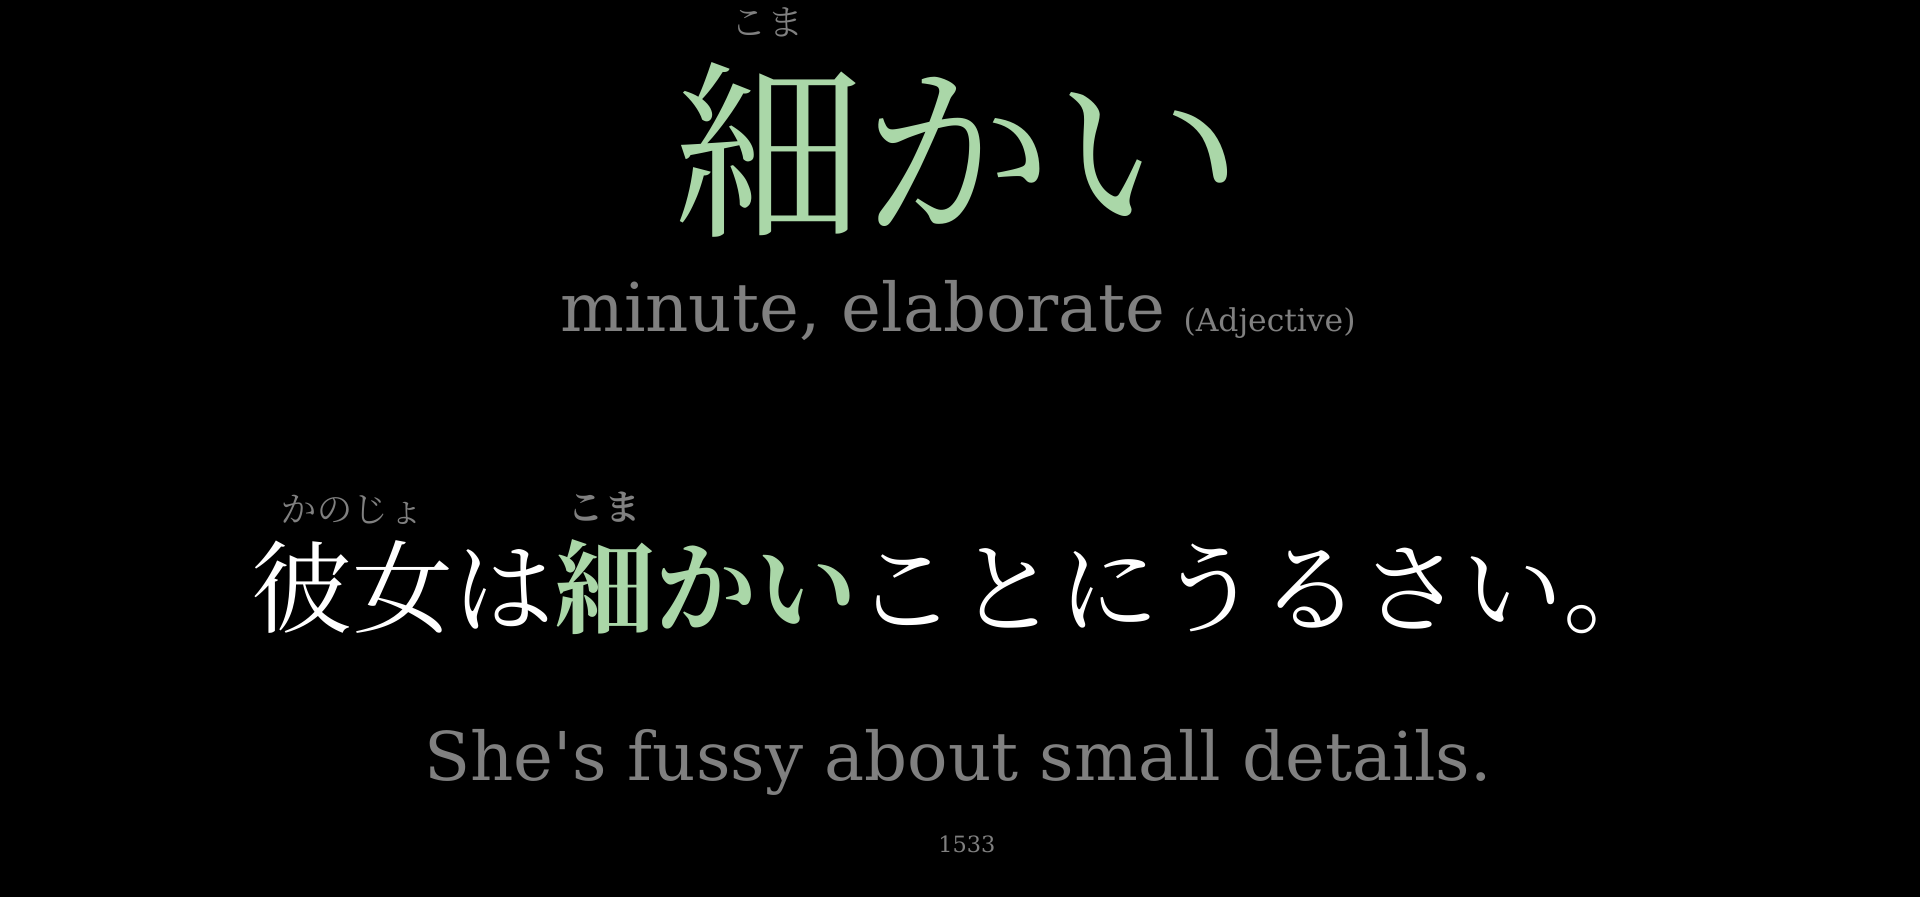 こま
細かい
minute, elaborate (Adjective)
かのじょ こま
彼女は細かいことにうるさい。
She's fussy about small details.
1533